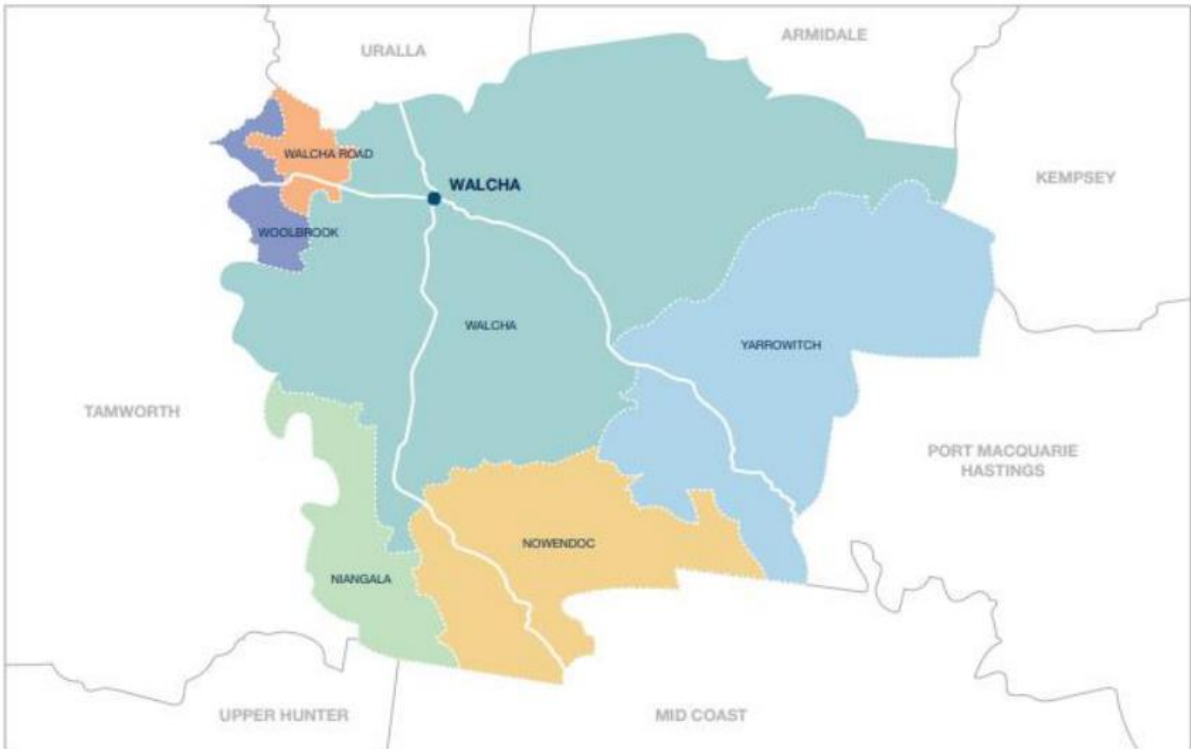 ARMIDALE
URALLA
WALCHA ROAD
KEMPSEY
WALCHA
WOOLBROOK
WALCHA
YARROWITCH
TAMWORTH
PORT MACQUARIE
HASTINGS
NOWENDOC
NIANGALA
UPPER HUNTER
MID COAST